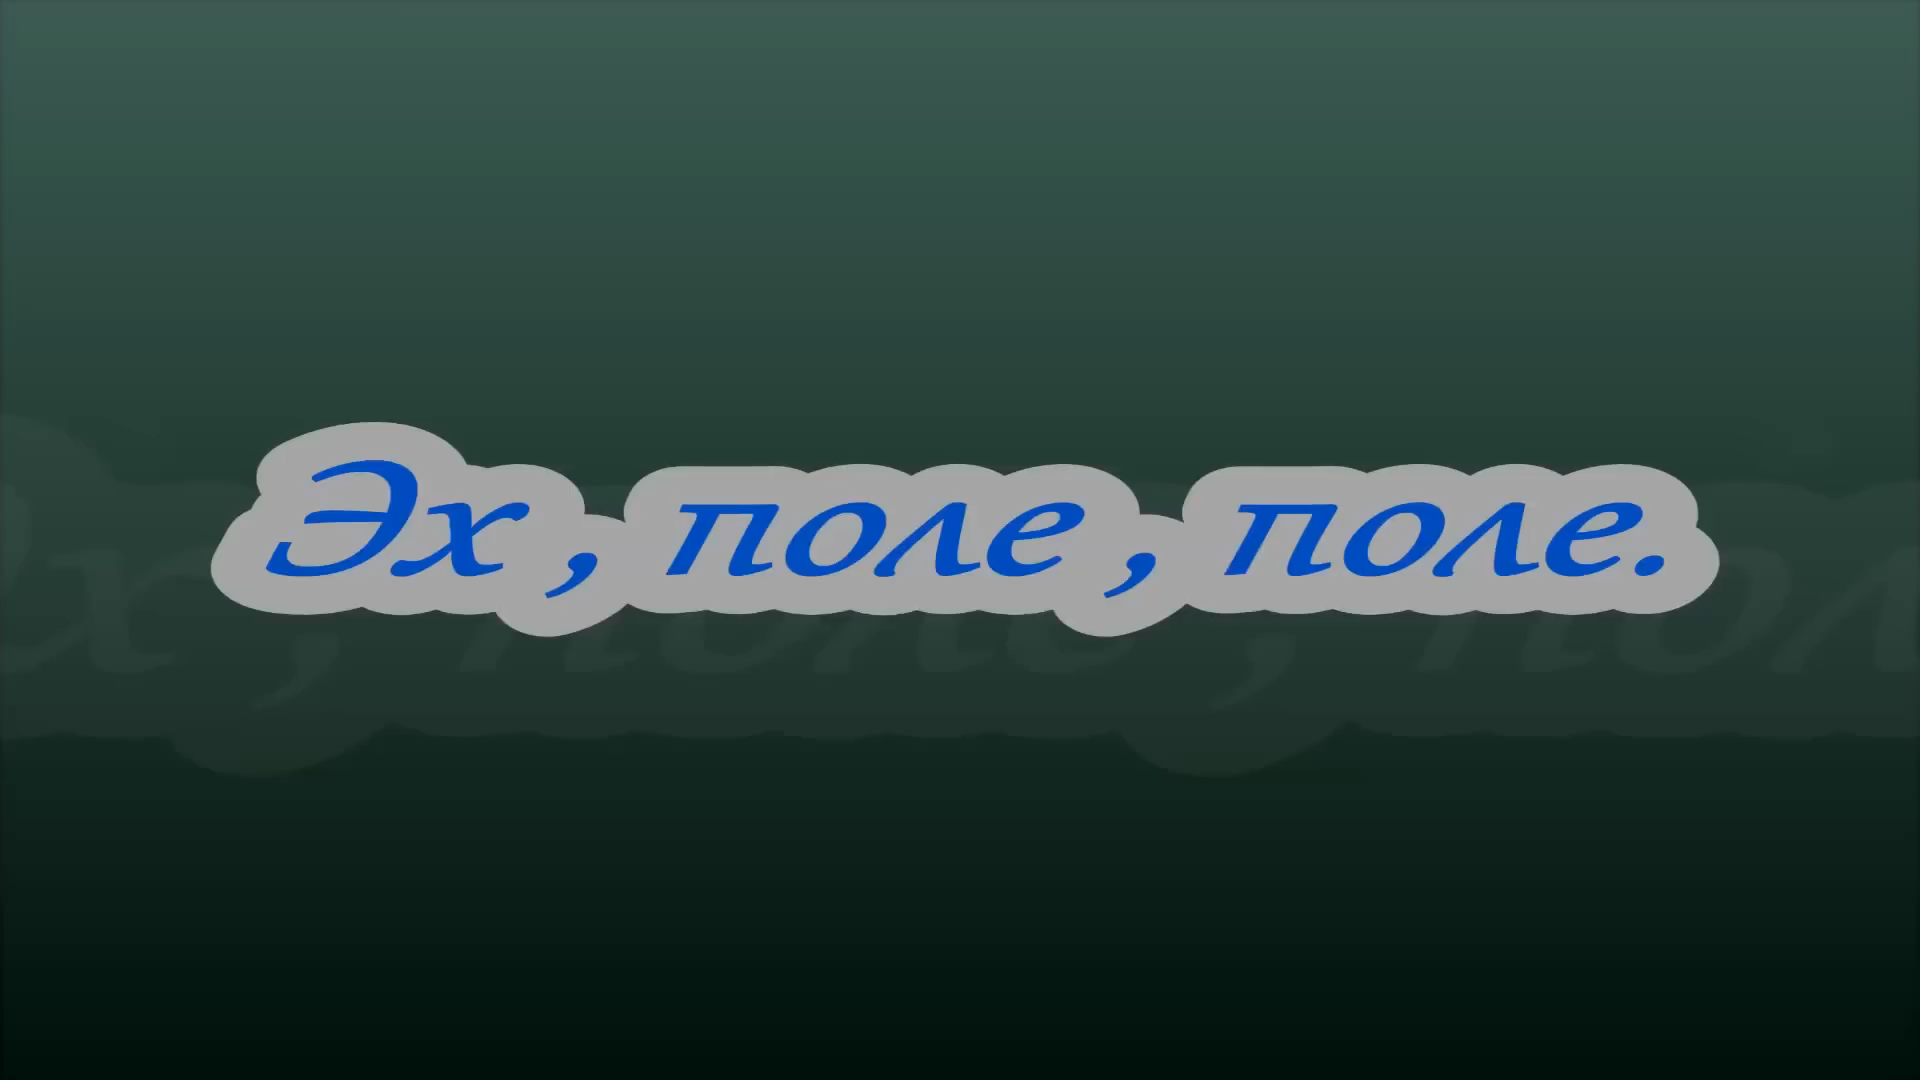 Эх , поле , поле.